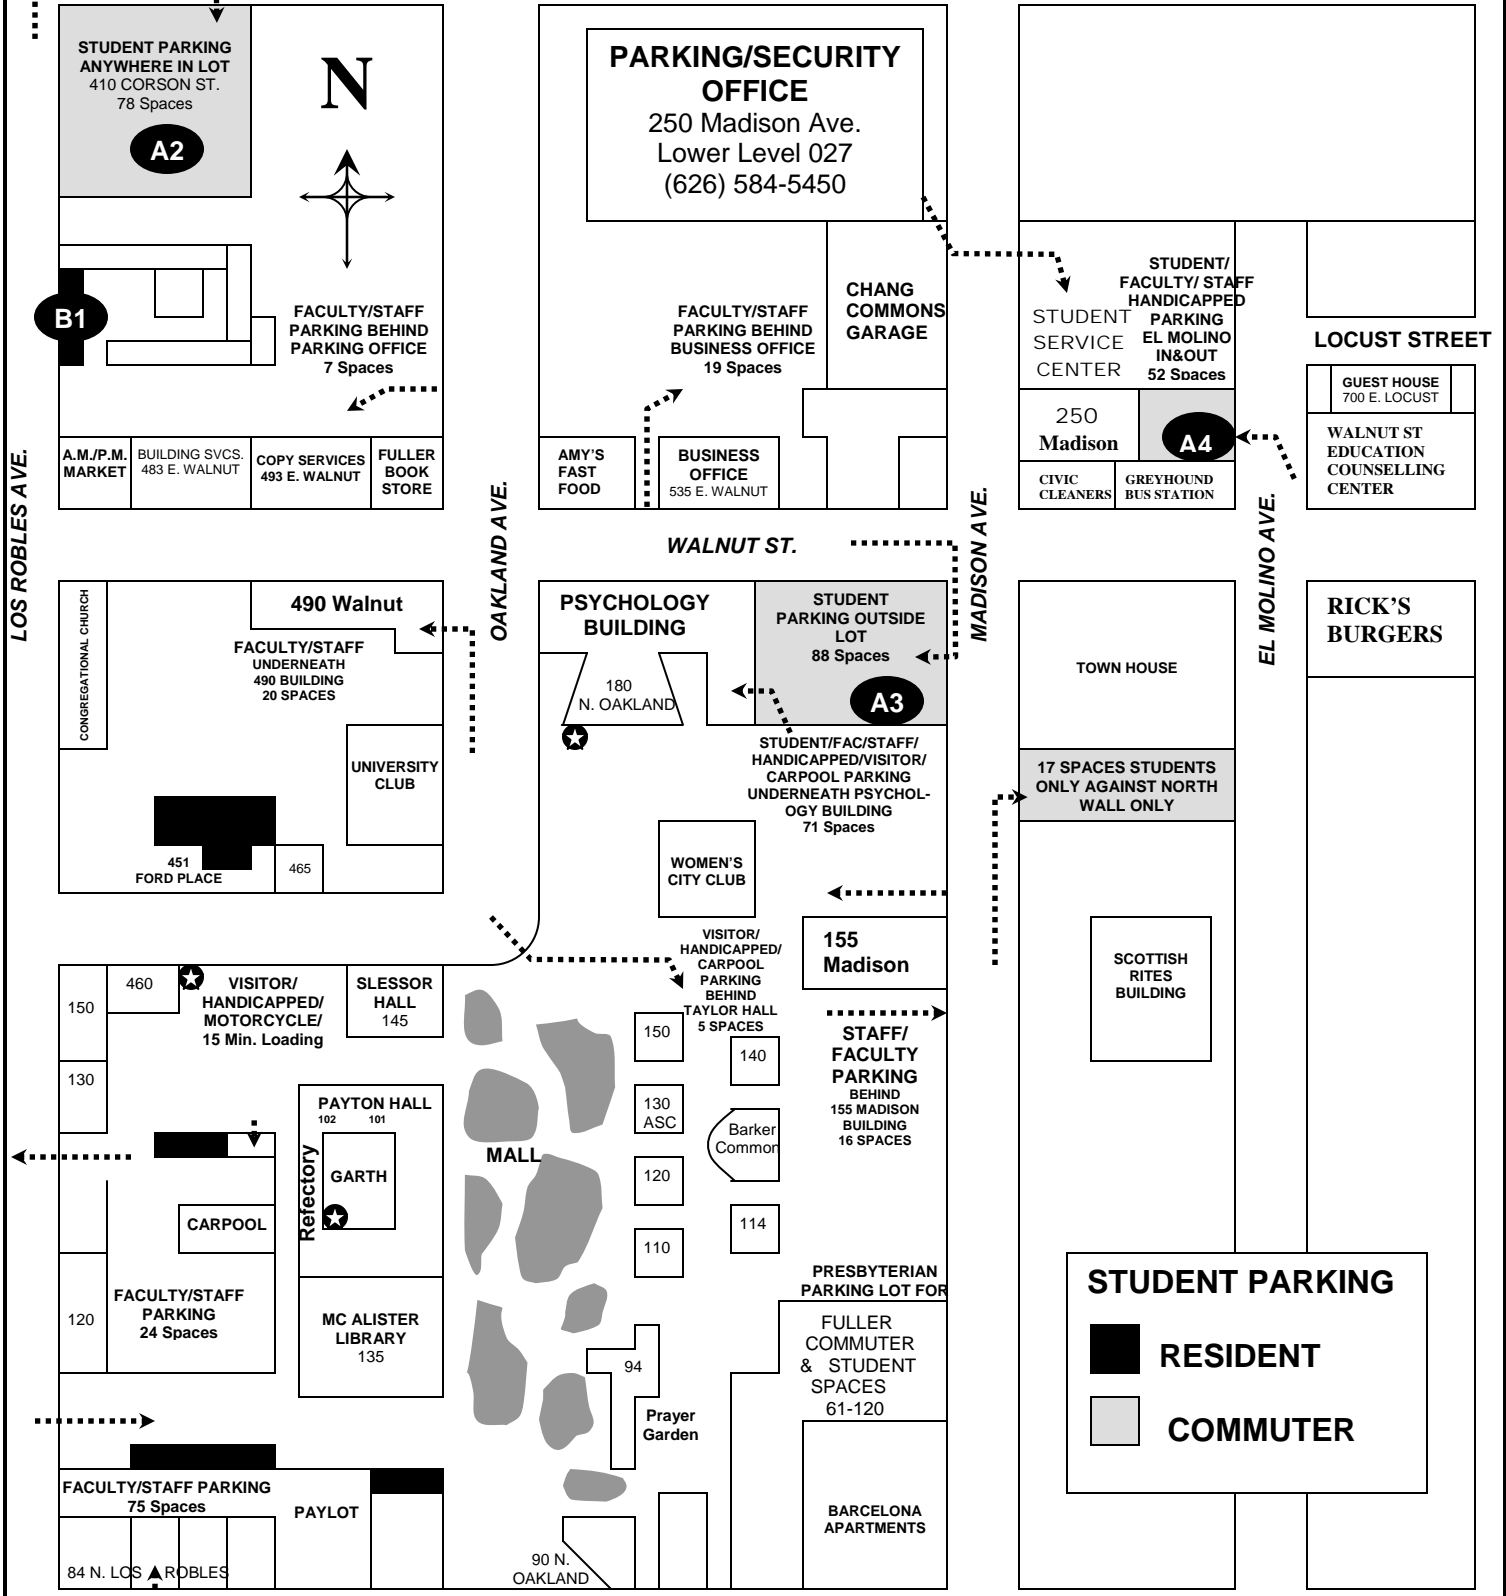 STUDENT PARKING
ANYWHERE IN LOT
410 CORSON ST.
78 Spaces
A2
N
PARKING/SECURITY
OFFICE
250 Madison Ave.
Lower Level 027
(626) 584-5450
B1
FACULTY/STAFF
PARKING BEHIND
PARKING OFFICE
7 Spaces
FACULTY/STAFF
PARKING BEHIND
BUSINESS OFFICE
19 Spaces
CHANG
COMMONS
GARAGE
STUDENT
SERVICE
CENTER
STUDENT/
FACULTY/ STAFF
HANDICAPPED
PARKING
EL MOLINO
IN&OUT
52 Spaces
LOCUST STREET
GUEST HOUSE
700 E. LOCUST
250
Madison
A4
WALNUT ST
EDUCATION
COUNSELLING
CENTER
LOS ROBLES AVE.
A.M./P.M.
MARKET
BUILDING SVCS.
483 E. WALNUT
COPY SERVICES
493 E. WALNUT
FULLER
BOOK
STORE
OAKLAND AVE.
AMY'S
FAST
FOOD
BUSINESS
OFFICE
535 E. WALNUT
MADISON AVE.
CIVIC
CLEANERS
GREYHOUND
BUS STATION
EL MOLINO AVE.
WALNUT ST.
CONGREGATIONAL CHURCH
490 Walnut
FACULTY/STAFF
UNDERNEATH
490 BUILDING
20 SPACES
UNIVERSITY
CLUB
451
FORD PLACE
465
PSYCHOLOGY
BUILDING
180
N. OAKLAND
STUDENT
PARKING OUTSIDE
LOT
88 Spaces
A3
STUDENT/FAC/STAFF/
HANDICAPPED/VISITOR/
CARPOOL PARKING
UNDERNEATH PSYCHOL-
OGY BUILDING
71 Spaces
WOMEN'S
CITY CLUB
TOWN HOUSE
RICK'S
BURGERS
17 SPACES STUDENTS
ONLY AGAINST NORTH
WALL ONLY
SCOTTISH
RITES
BUILDING
155
Madison
VISITOR/
HANDICAPPED/
CARPOOL
PARKING
BEHIND
TAYLOR HALL
5 SPACES
STAFF/
FACULTY
PARKING
BEHIND
155 MADISON
BUILDING
16 SPACES
150
460
VISITOR/
HANDICAPPED/
MOTORCYCLE/
15 Min. Loading
SLESSOR
HALL
145
130
PAYTON HALL
102 101
Refectory
GARTH
CARPOOL
120
FACULTY/STAFF
PARKING
24 Spaces
MC ALISTER
LIBRARY
135
MALL
150
140
130
ASC
Barker
Common
120
114
110
94
Prayer
Garden
PRESBYTERIAN
PARKING LOT FOR
FULLER
COMMUTER
& STUDENT
SPACES
61-120
BARCELONA
APARTMENTS
FACULTY/STAFF PARKING
75 Spaces
PAYLOT
84 N. LOS ROBLES
90 N.
OAKLAND
STUDENT PARKING
RESIDENT
COMMUTER